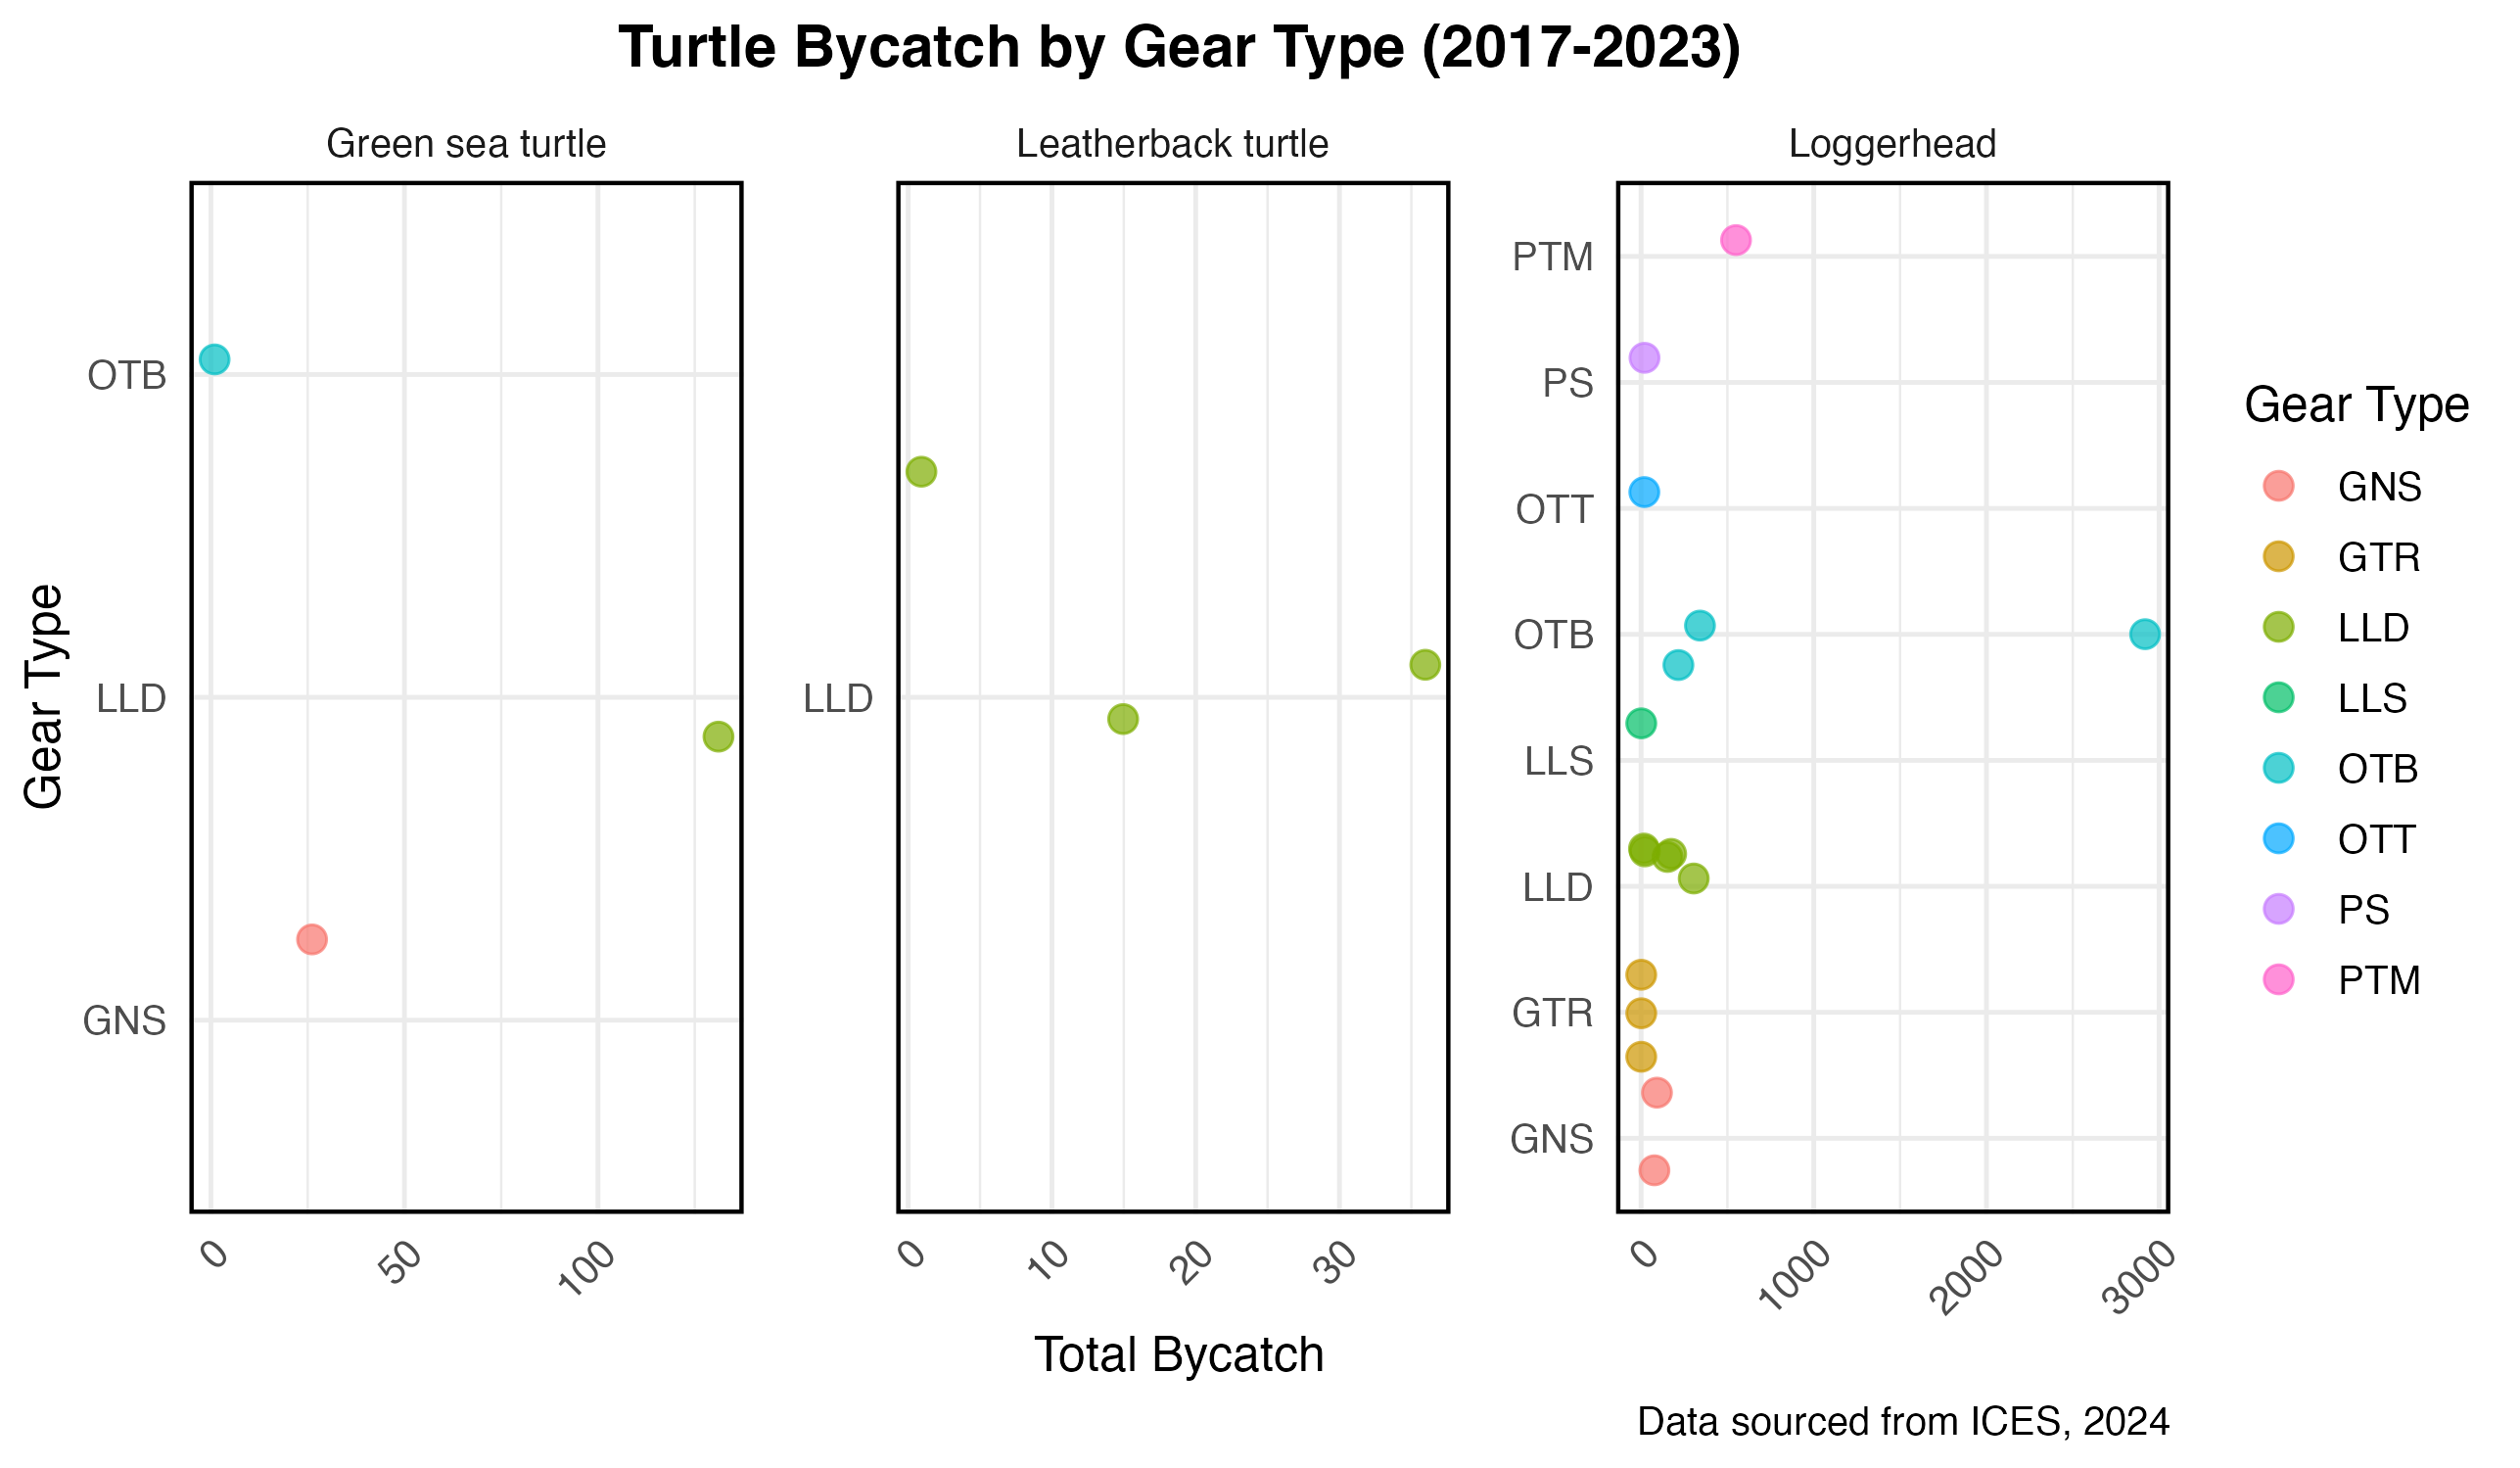 Turtle Bycatch by Gear Type (2017-2023)
Green sea turtle
Leatherback turtle
Loggerhead
Gear Type
OTB
LLD
GNS
0
50
100
LLD
0
10
20
30
PTM
PS
OTT
OTB
LLS
LLD
GTR
GNS
0
1000
2000
3000
Total Bycatch
Gear Type
GNS
GTR
LLD
LLS
OTB
OTT
PS
PTM
Data sourced from ICES, 2024